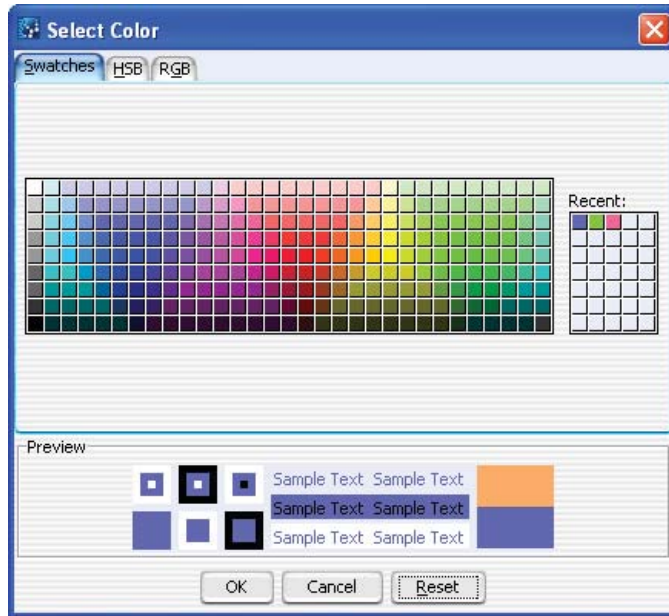 Select Color
Swatches HSB RGB
Recent:
Preview
Sample Text Sample Text
Sample Text Sample Text
Sample Text Sample Text
OK Cancel Reset